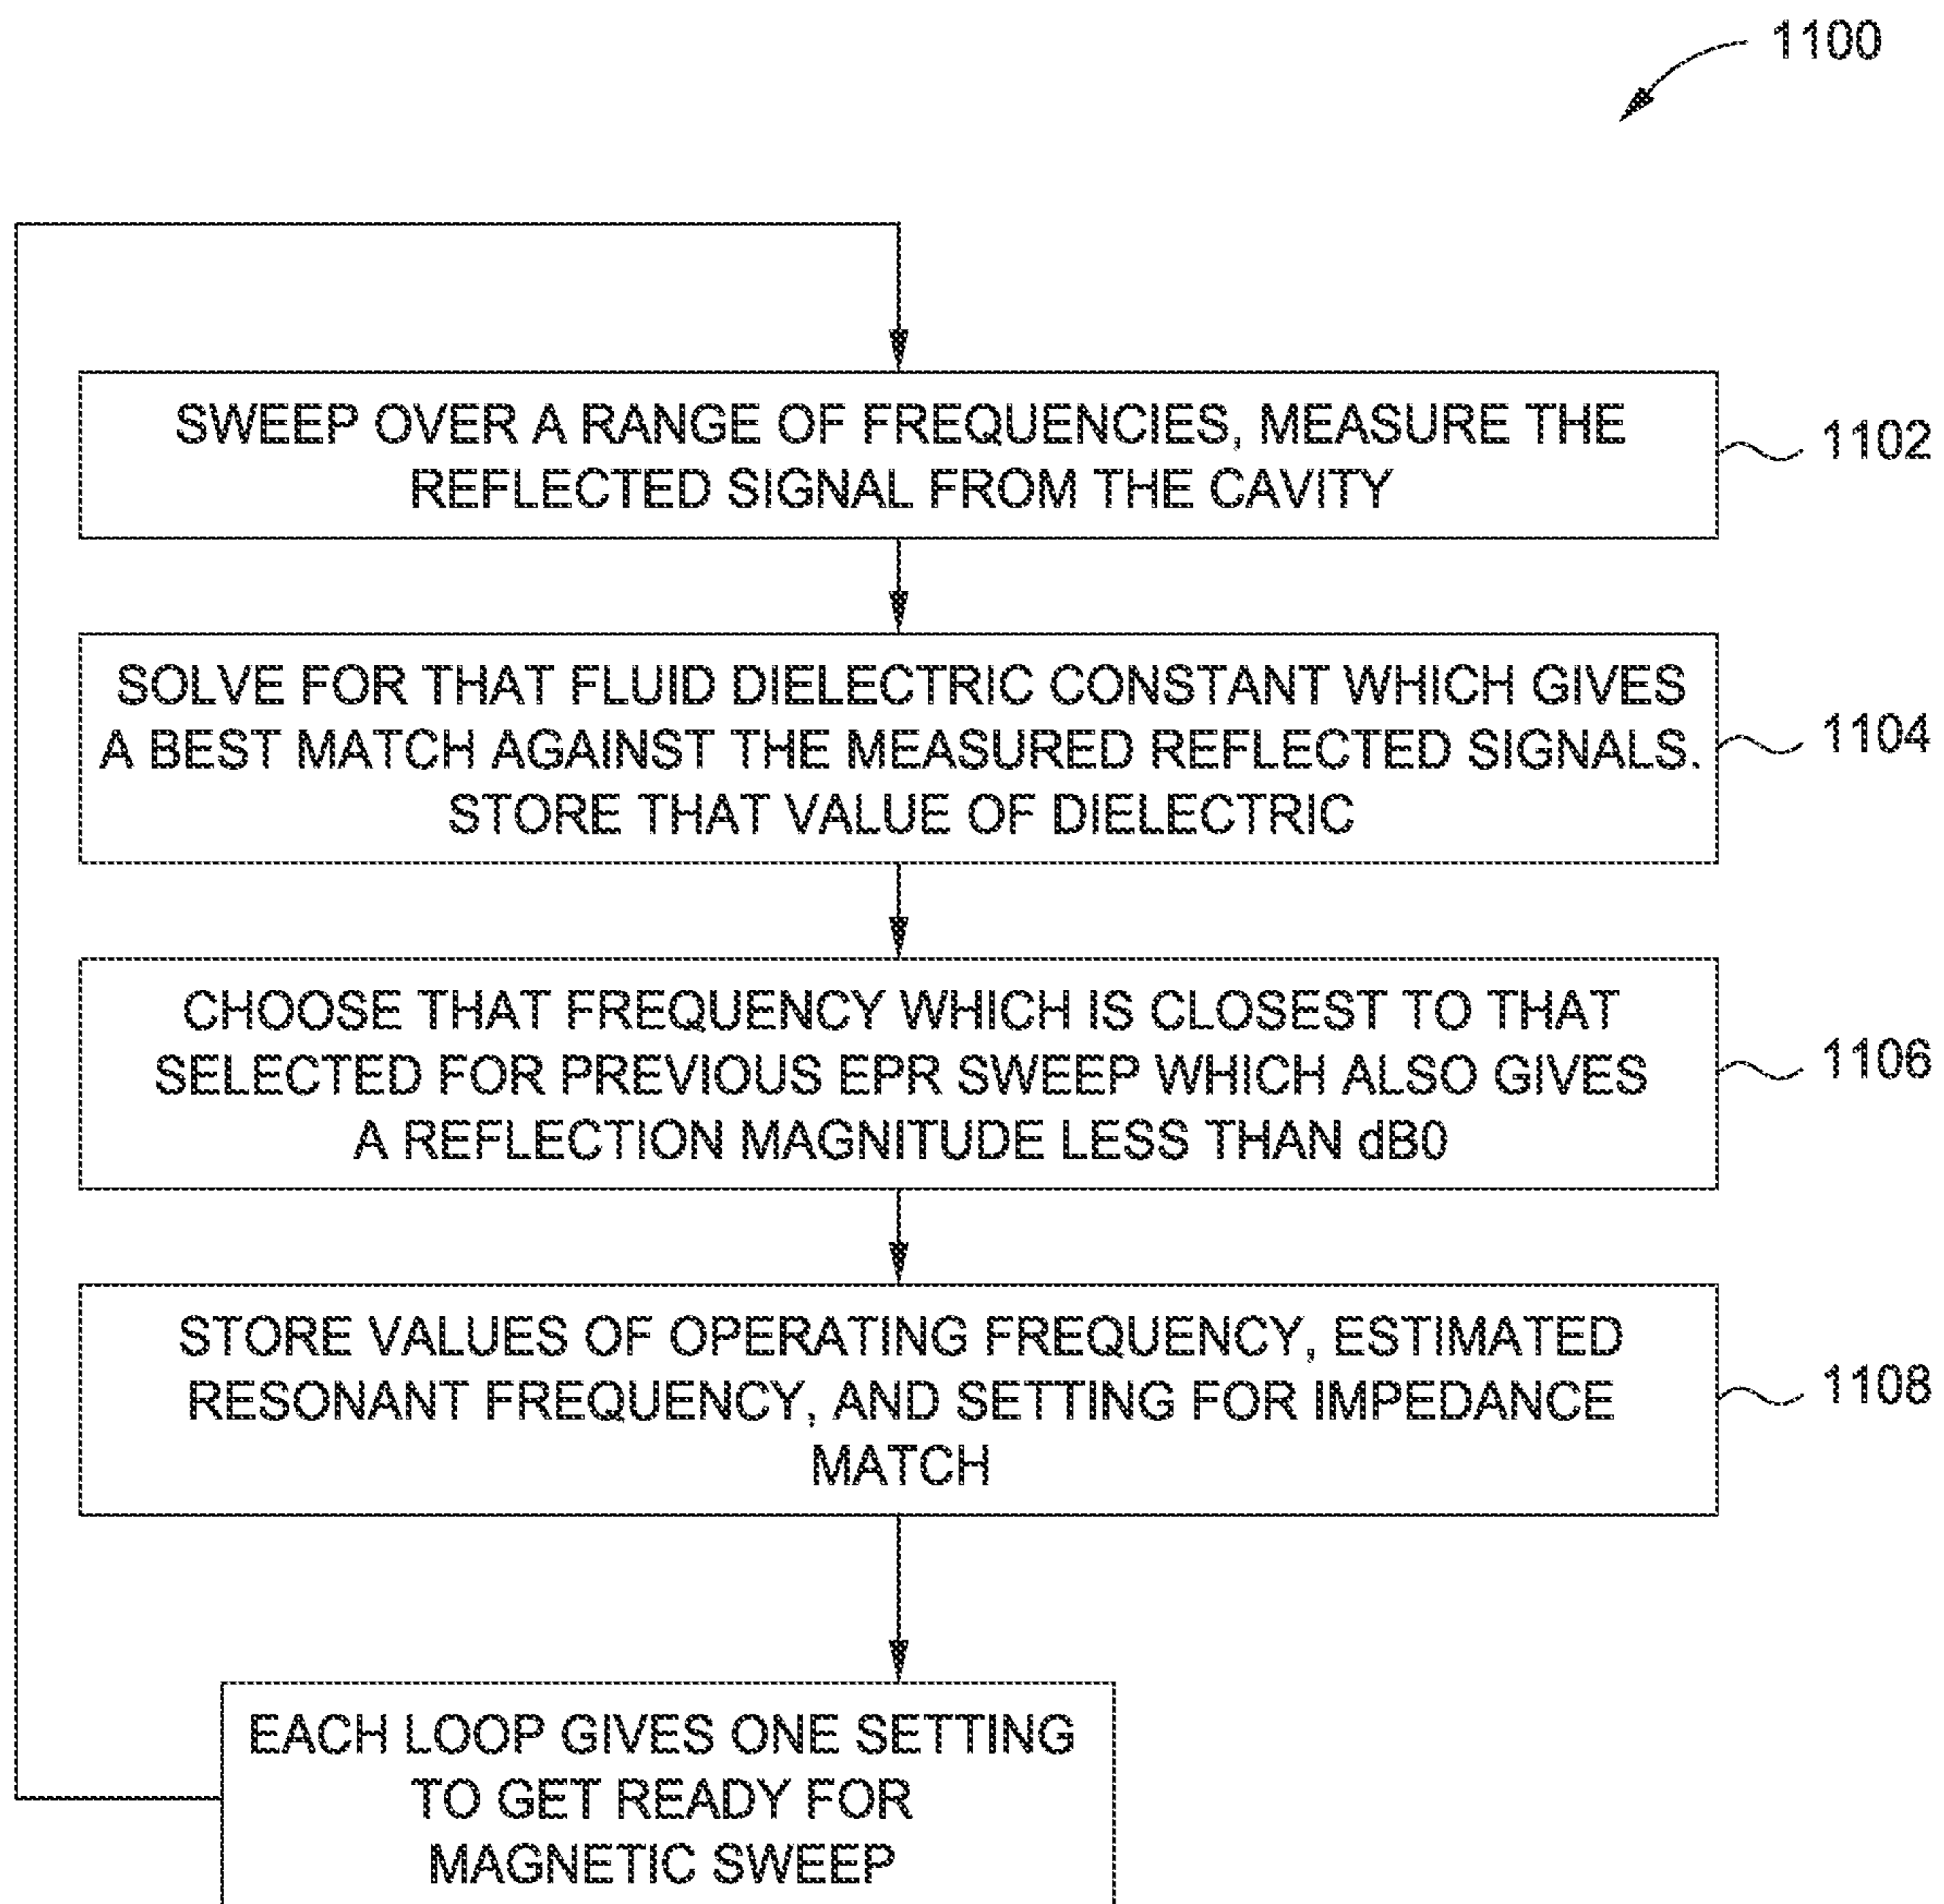 1100
SWEEP OVER A RANGE OF FREQUENCIES, MEASURE THE
REFLECTED SIGNAL FROM THE CAVITY
1102
SOLVE FOR THAT FLUID DIELECTRIC CONSTANT WHICH GIVES
A BEST MATCH AGAINST THE MEASURED REFLECTED SIGNALS.
STORE THAT VALUE OF DIELECTRIC
1104
CHOOSE THAT FREQUENCY WHICH IS CLOSEST TO THAT
SELECTED FOR PREVIOUS EPR SWEEP WHICH ALSO GIVES
A REFLECTION MAGNITUDE LESS THAN dB0
1106
STORE VALUES OF OPERATING FREQUENCY, ESTIMATED
RESONANT FREQUENCY, AND SETTING FOR IMPEDANCE
MATCH
1108
EACH LOOP GIVES ONE SETTING
TO GET READY FOR
MAGNETIC SWEEP